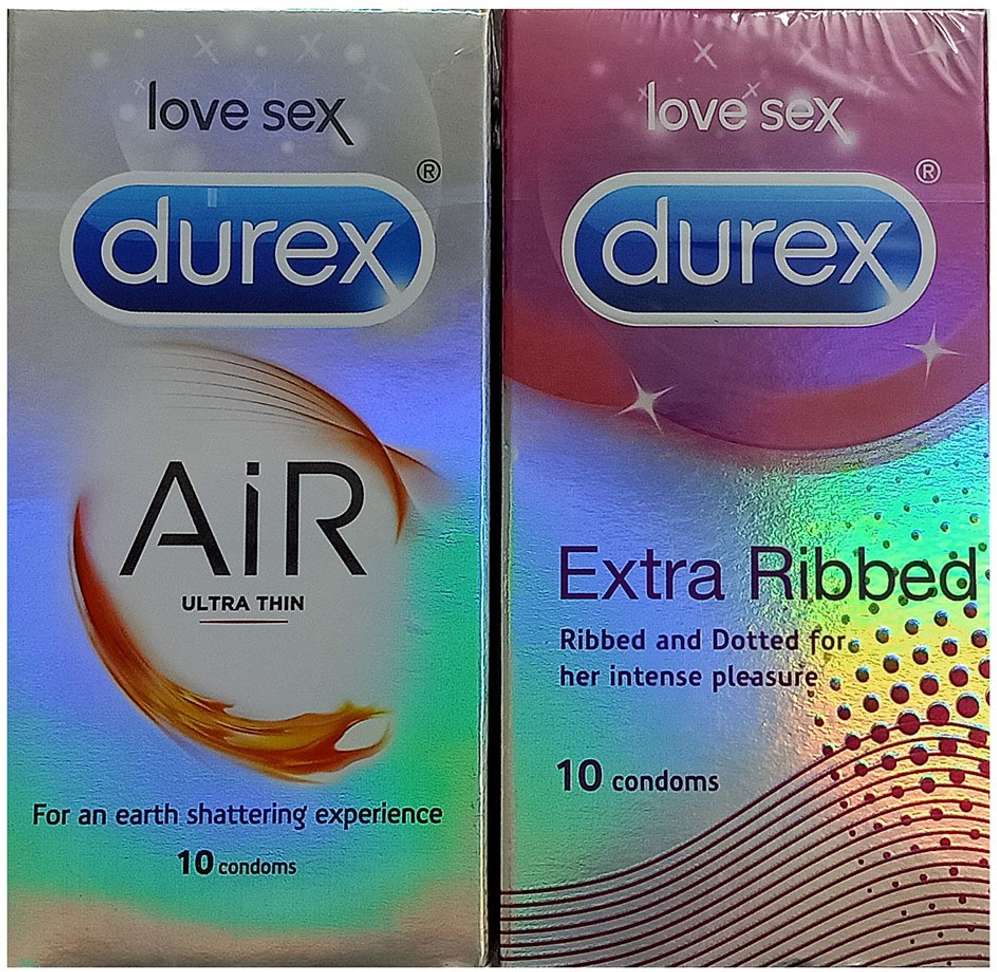 love sex
durex®
AiR
ULTRA THIN
For an earth shattering experience
10 condoms
love sex
durex®
Extra Ribbed
Ribbed and Dotted for
her intense pleasure
10 condoms